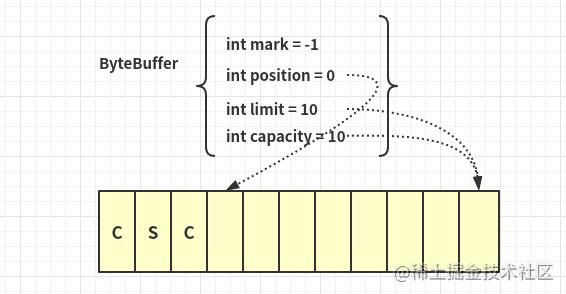 ByteBuffer
int mark = -1
int position = 0
int limit = 10
int capacity = 10
C S C
@稀土掘金技术社区